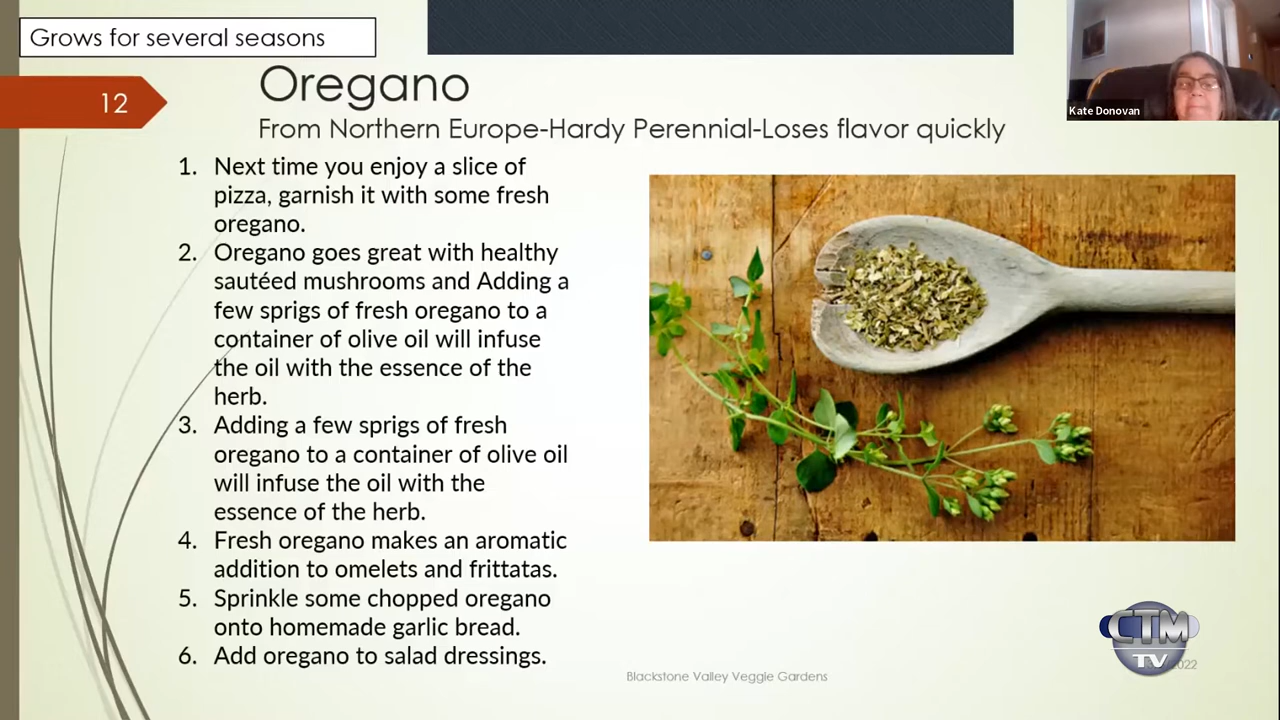 Grows for several seasons
12
Oregano
From Northern Europe-Hardy Perennial-Loses flavor quickly
Kate Donovan
1. Next time you enjoy a slice of
pizza, garnish it with some fresh
oregano.
2. Oregano goes great with healthy
sautéed mushrooms and Adding a
few sprigs of fresh oregano to a
container of olive oil will infuse
the oil with the essence of the
herb.
3. Adding a few sprigs of fresh
oregano to a container of olive oil
will infuse the oil with the
essence of the herb.
4. Fresh oregano makes an aromatic
addition to omelets and frittatas.
5. Sprinkle some chopped oregano
onto homemade garlic bread.
6. Add oregano to salad dressings.
Blackstone Valley Veggie Gardens
CTM
TV
2022